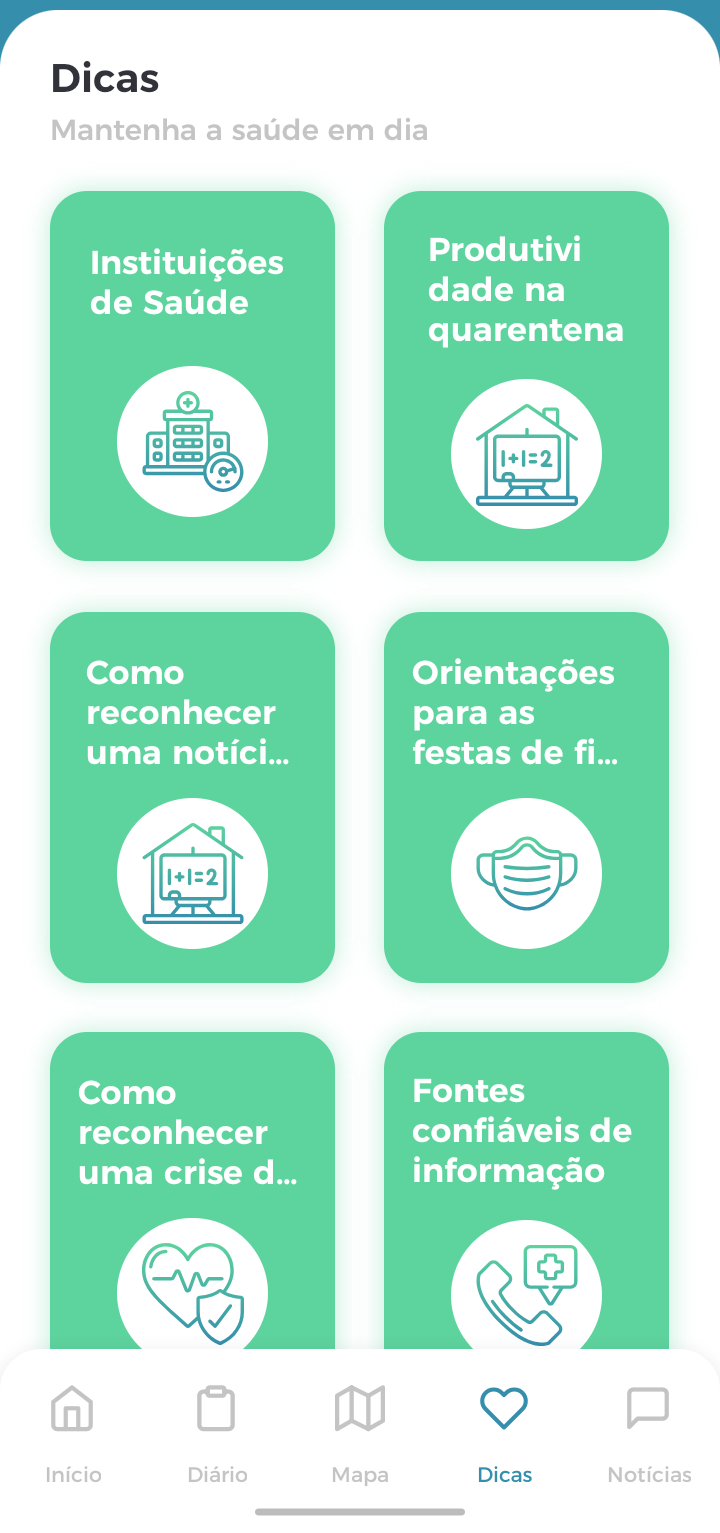 Dicas
Mantenha a saúde em dia
Instituições
de Saúde
Produtivi
dade na
quarentena
1+1=2
Como
reconhecer
uma notíci...
1+1=2
Orientações
para as
festas de fi...
Como
reconhecer
uma crise d...
Fontes
confiáveis de
informação
Início
Diário
Mapa
Dicas
Notícias